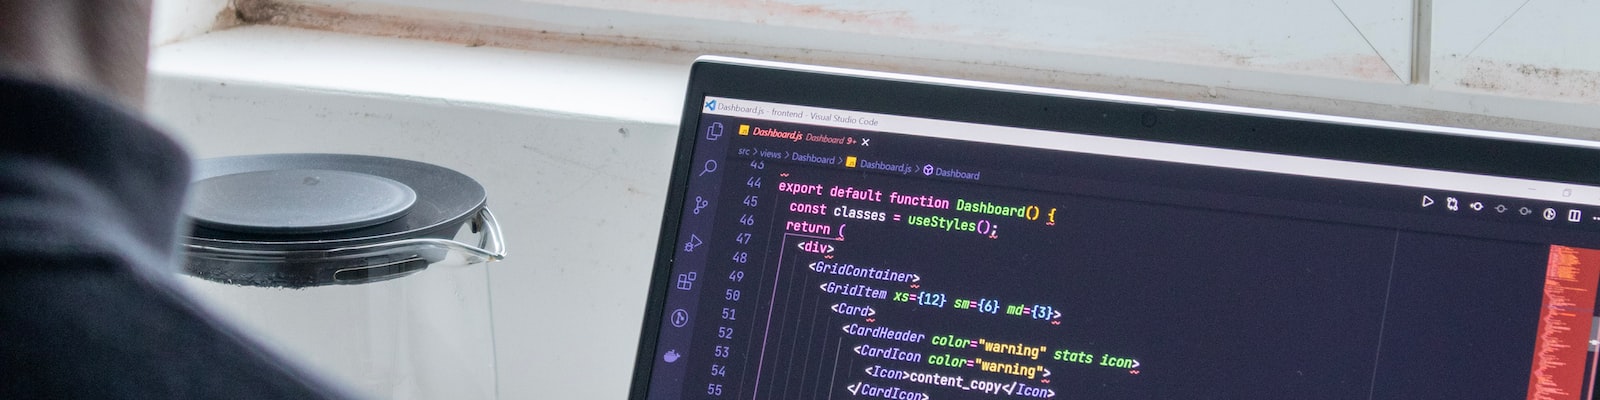 Dashboard.js - frontend - Visual Studio Code
Dashboard.js Dashboard 9+
src > views > Dashboard > Dashboard.js > Dashboard
43
44 export default function Dashboard() {
45 const classes = useStyles();
46 return (
47 <div>
48 <GridContainer>
49 <GridItem xs={12} sm={6} md={3}>
50 <Card>
51 <CardHeader color="warning" stats icon>
52 <CardIcon color="warning">
53 <Icon>content_copy</Icon>
54 </CardIcon>
55